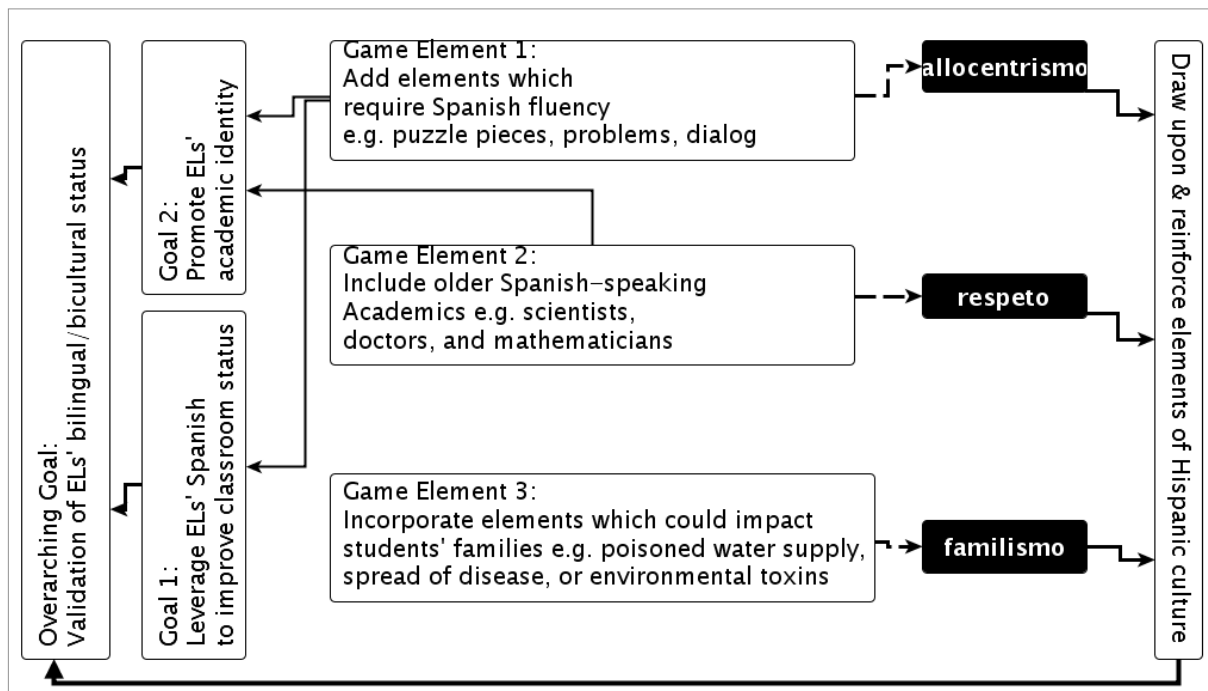 Overarching Goal:
Validation of ELs' bilingual/bicultural status
Goal 2:
Promote ELs'
academic identity
Goal 1:
Leverage ELs' Spanish
to improve classroom status
Game Element 1:
Add elements which
require Spanish fluency
e.g. puzzle pieces, problems, dialog
Game Element 2:
Include older Spanish-speaking
Academics e.g. scientists,
doctors, and mathematicians
Game Element 3:
Incorporate elements which could impact
students' families e.g. poisoned water supply,
spread of disease, or environmental toxins
allocentrismo
respeto
familismo
Draw upon & reinforce elements of Hispanic culture